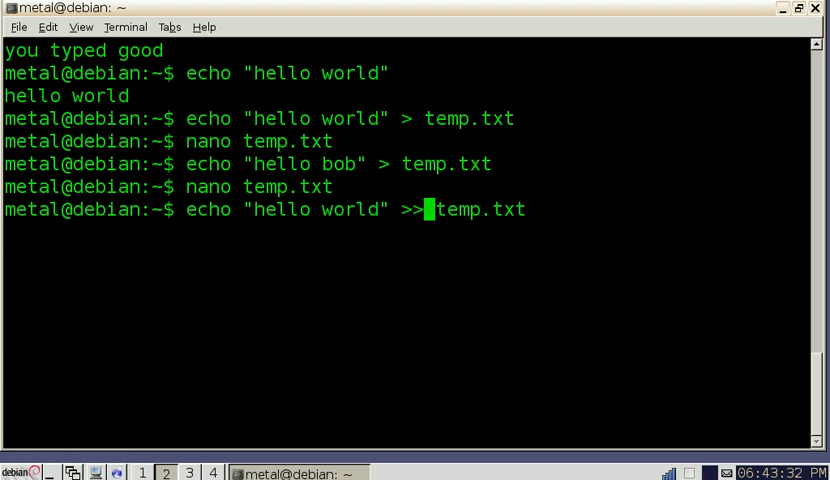 metal@debian: ~
File Edit View Terminal Tabs Help
you typed good
metal@debian:~$ echo "hello world"
hello world
metal@debian:~$ echo "hello world" > temp.txt
metal@debian:~$ nano temp.txt
metal@debian:~$ echo "hello bob" > temp.txt
metal@debian:~$ nano temp.txt
metal@debian:~$ echo "hello world" >> temp.txt
debian 1 2 3 4 metal@debian: ~ 06:43:32 PM